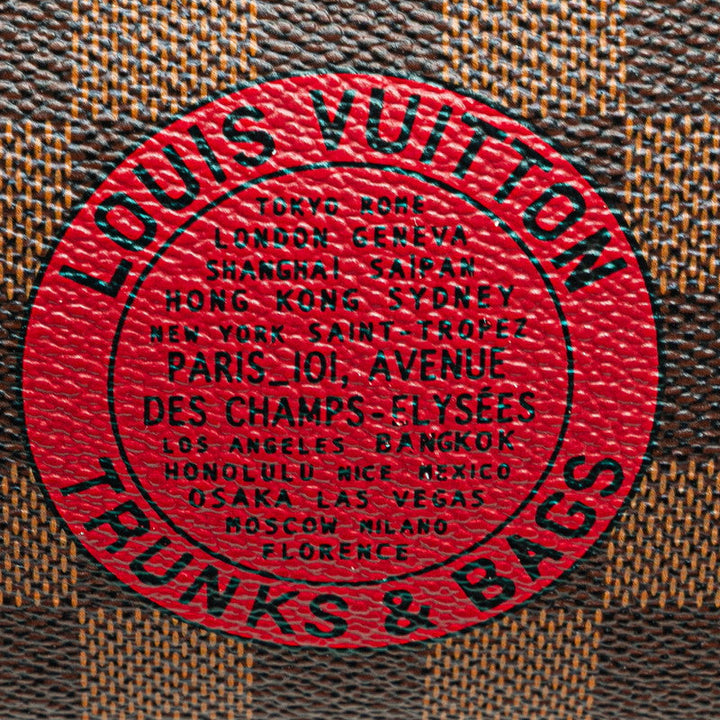 LOUIS VUITTON
TOKYO ROME
LONDON GENEVA
SHANGHAI SAÏPAN
HONG KONG SYDNEY
NEW YORK SAINT-TROPEZ
PARIS_101, AVENUE
DES CHAMPS-ELYSÉES
LOS ANGELES BANGKOK
HONOLULU NICE MEXICO
OSAKA LAS VEGAS
MOSCOW MILANO
FLORENCE
TRUNKS & BAGS